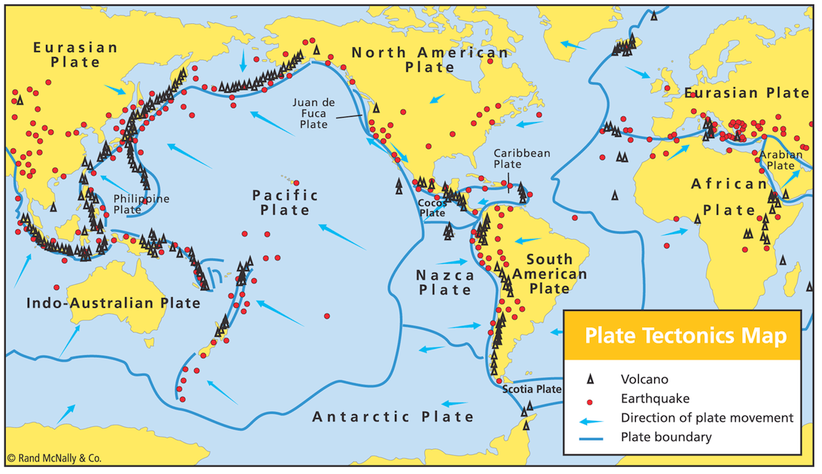 Eurasian
Plate
North American
Plate
Juan de
Fuca
Plate
Eurasian Plate
Arabian
Plate
Caribbean
Plate
African
Plate
Philippine
Plate
Pacific
Plate
Cocos
Plate
Nazca
Plate
South
American
Plate
Indo-Australian Plate
Scotia Plate
Antarctic Plate
Plate Tectonics Map
Volcano
Earthquake
Direction of plate movement
Plate boundary
© Rand McNally & Co.